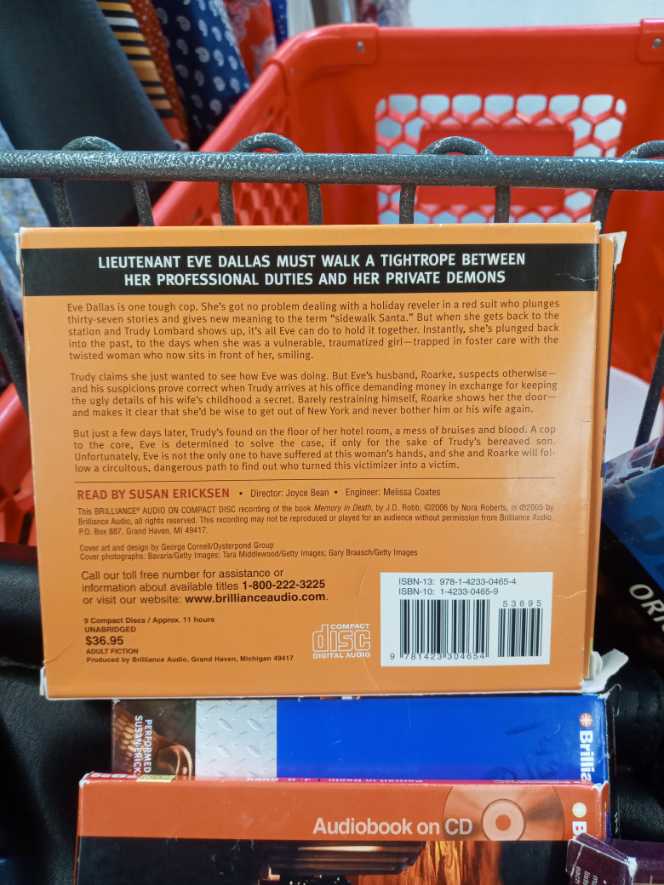 LIEUTENANT EVE DALLAS MUST WALK A TIGHTROPE BETWEEN
HER PROFESSIONAL DUTIES AND HER PRIVATE DEMONS
Eve Dallas is one tough cop. She's got no problem dealing with a holiday reveler in a red suit who plunges
thirty-seven stories and gives new meaning to the term "sidewalk Santa." But when she gets back to the
station and Trudy Lombard shows up, it's all Eve can do to hold it together. Instantly, she's plunged back
into the past, to the days when she was a vulnerable, traumatized girl—trapped in foster care with the
twisted woman who now sits in front of her, smiling.
Trudy claims she just wanted to see how Eve was doing. But Eve's husband, Roarke, suspects otherwise—
and his suspicions prove correct when Trudy arrives at his office demanding money in exchange for keeping
the ugly details of his wife's childhood a secret. Barely restraining himself, Roarke shows her the door—
and makes it clear that she'd be wise to get out of New York and never bother him or his wife again.
But just a few days later, Trudy's found on the floor of her hotel room, a mess of bruises and blood. A cop
to the core, Eve is determined to solve the case, if only for the sake of Trudy's bereaved son.
Unfortunately, Eve is not the only one to have suffered at this woman's hands, and she and Roarke will fol-
low a circuitous, dangerous path to find out who turned this victimizer into a victim.
READ BY SUSAN ERICKSEN • Director: Joyce Bean • Engineer: Melissa Coates
This BRILLIANCE® AUDIO ON COMPACT DISC recording of the book Memory in Death, by J.D. Robb, ©2006 by Nora Roberts, is ℗2005 by
Brilliance Audio, all rights reserved. This recording may not be reproduced or played for an audience without permission from Brilliance Audio,
P.O. Box 887, Grand Haven, MI 49417.
Cover art and design by George Cornell/Oysterpond Group
Cover photographs: Bavaria/Getty Images; Tara Middlewood/Getty Images; Gary Braasch/Getty Images
Call our toll free number for assistance or
information about available titles 1-800-222-3225
or visit our website: www.brillianceaudio.com.
9 Compact Discs / Approx. 11 hours
UNABRIDGED
$36.95
ADULT FICTION
Produced by Brilliance Audio, Grand Haven, Michigan 49417
COMPACT
disc
DIGITAL AUDIO
ISBN-13: 978-1-4233-0465-4
ISBN-10: 1-4233-0465-9
53695
9 781423 304654
PERFORMED
SUSAN ERICK
Brillia
Audiobook on CD
B
ORI